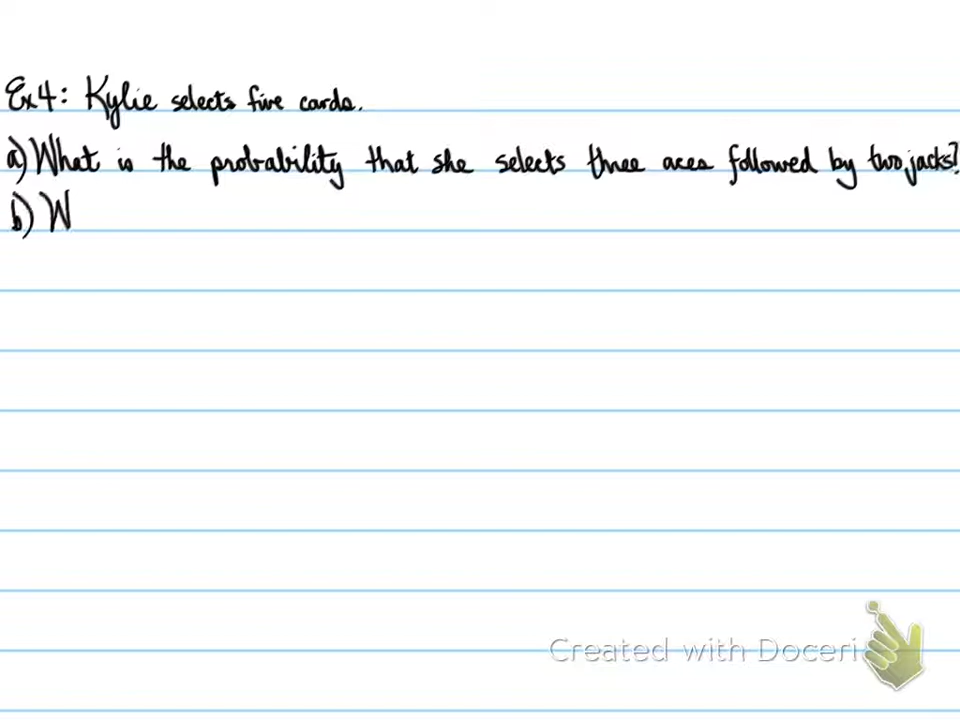 Ex4: Kylie selects five cards.
a) What is the probability that she selects three aces followed by two jacks?
b) W
Created with Doceri